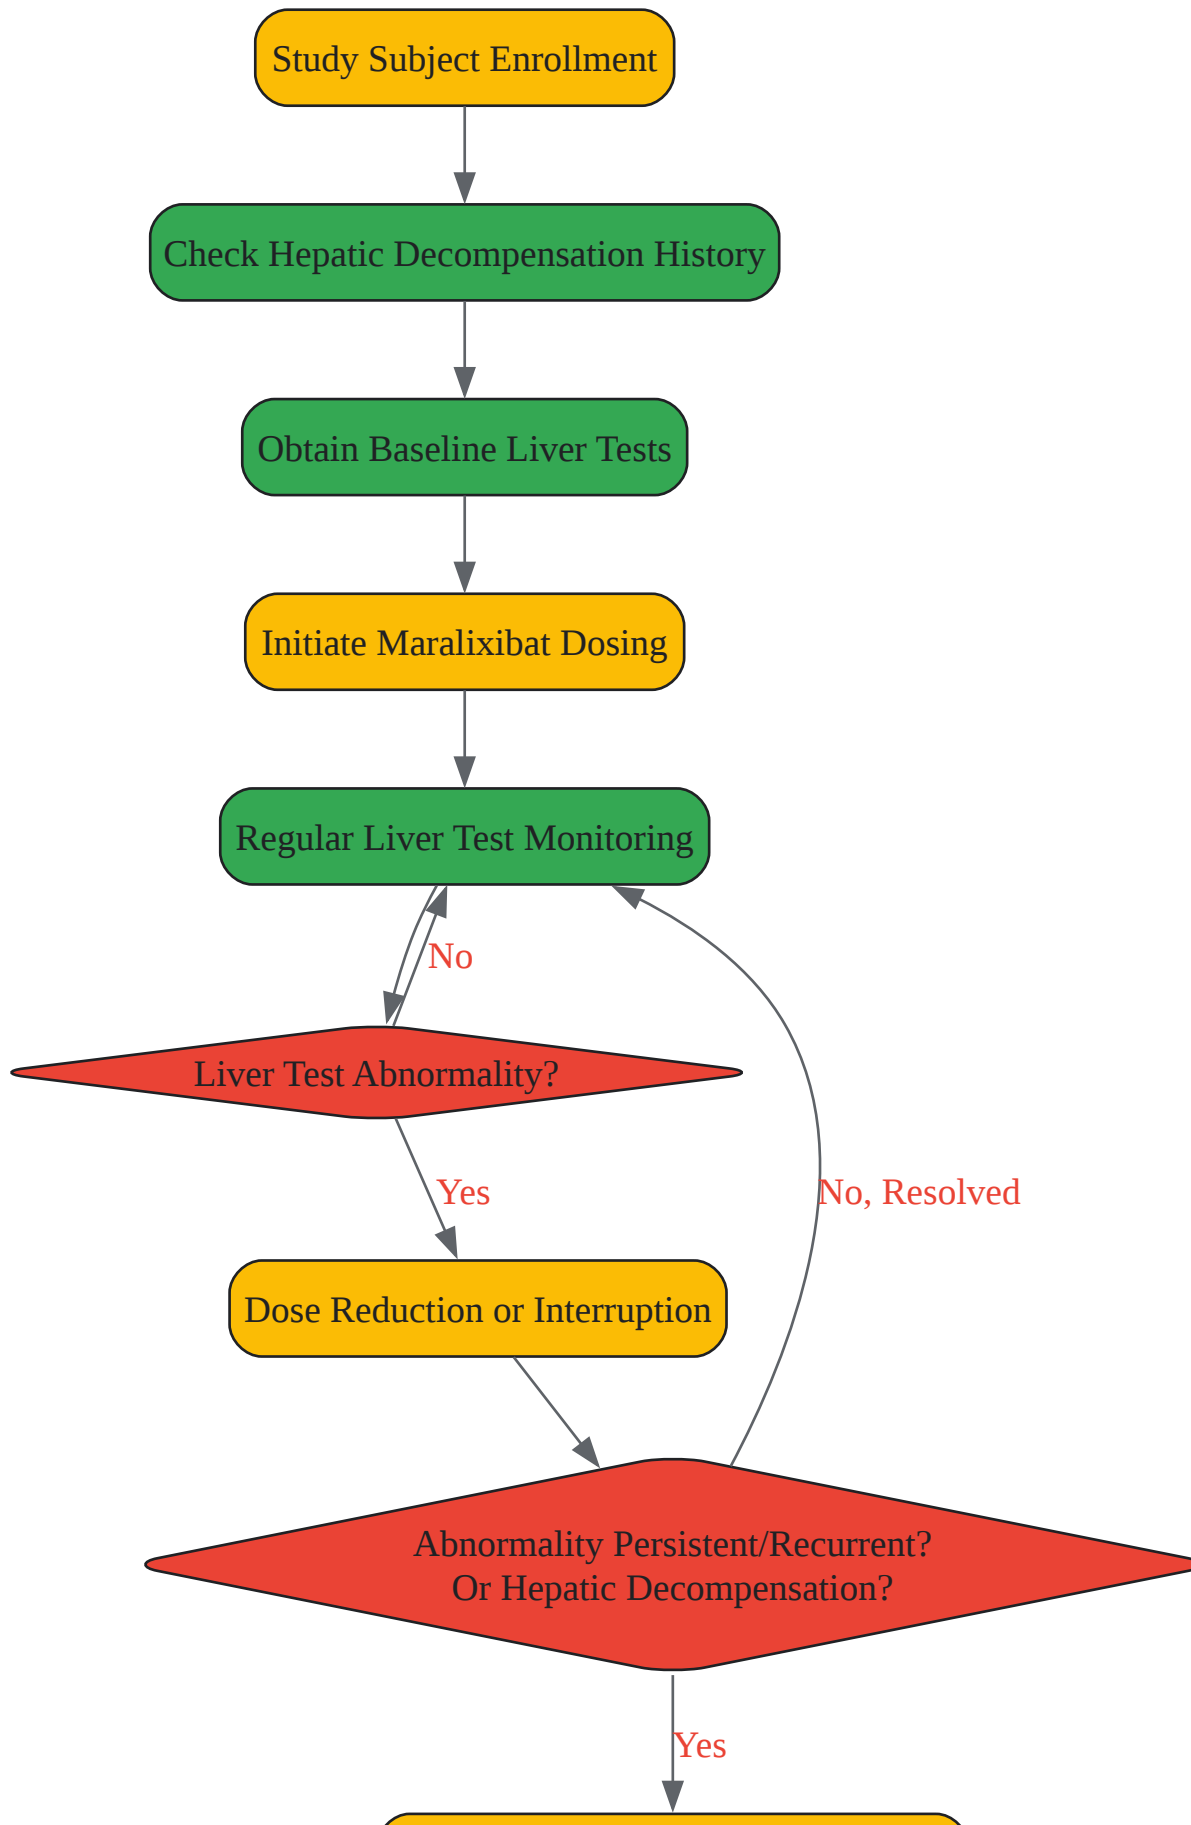 Study Subject Enrollment
Check Hepatic Decompensation History
Obtain Baseline Liver Tests
Initiate Maralixibat Dosing
Regular Liver Test Monitoring
No
Liver Test Abnormality?
Yes
No, Resolved
Dose Reduction or Interruption
Abnormality Persistent/Recurrent?
Or Hepatic Decompensation?
Yes